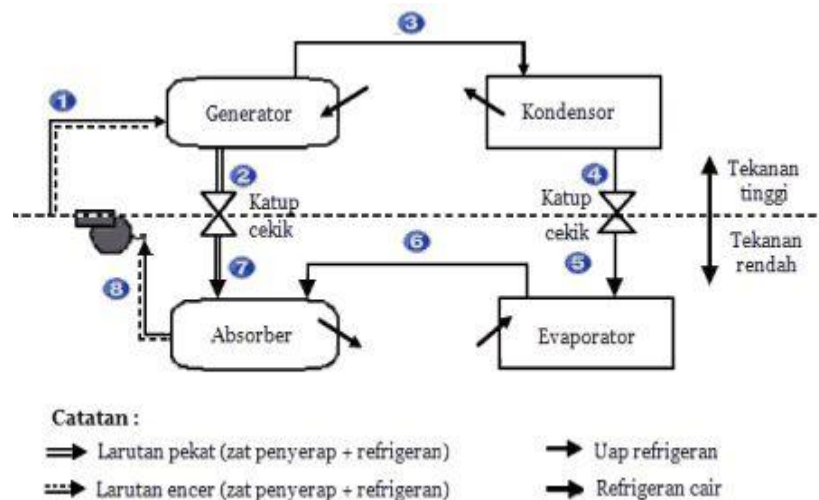 3
1
Generator
Kondensor
2
4
Katup
cekik
Katup
cekik
Tekanan
tinggi
Tekanan
rendah
6
7
5
8
Absorber
Evaporator
Catatan :
Larutan pekat (zat penyerap + refrigeran)
Uap refrigeran
Larutan encer (zat penyerap + refrigeran)
Refrigeran cair